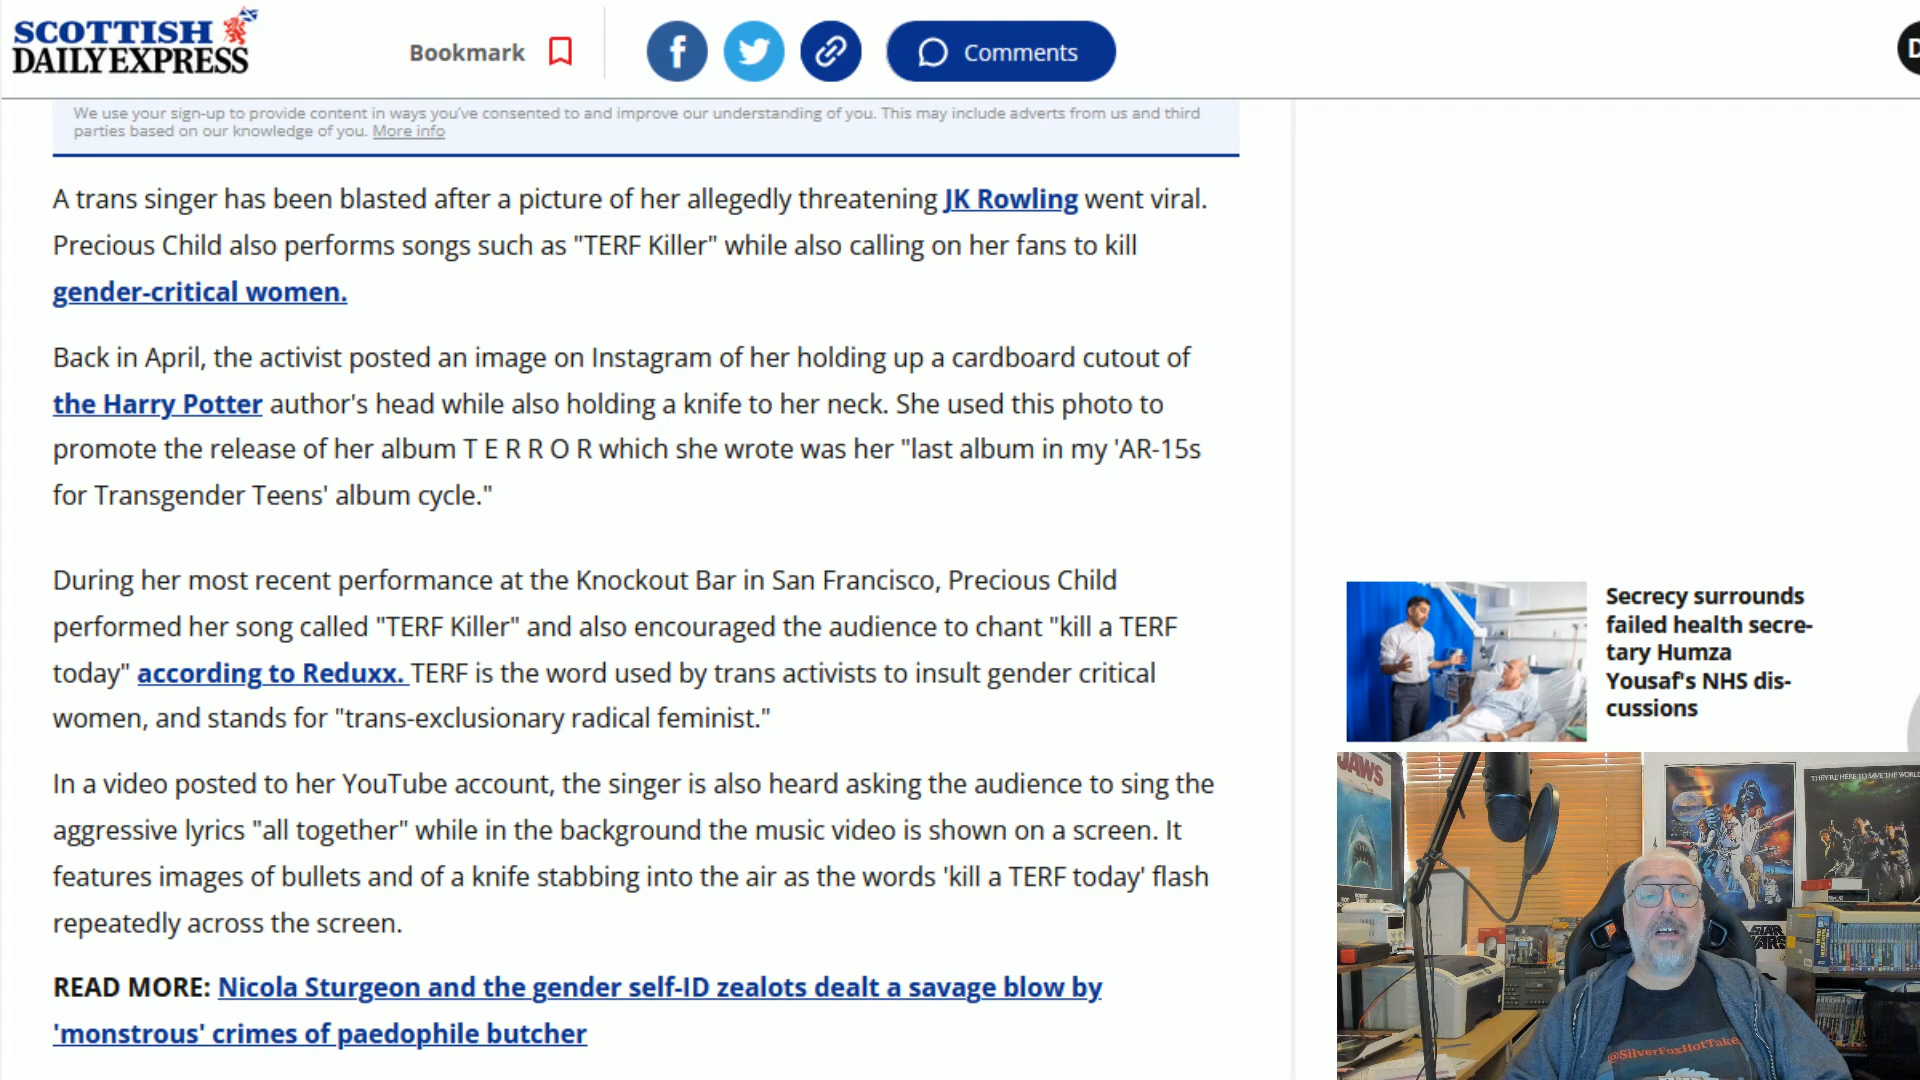 SCOTTISH
DAILY EXPRESS
Bookmark
Comments
D
We use your sign-up to provide content in ways you've consented to and improve our understanding of you. This may include adverts from us and third
parties based on our knowledge of you. More info
A trans singer has been blasted after a picture of her allegedly threatening JK Rowling went viral.
Precious Child also performs songs such as "TERF Killer" while also calling on her fans to kill
gender-critical women.
Back in April, the activist posted an image on Instagram of her holding up a cardboard cutout of
the Harry Potter author's head while also holding a knife to her neck. She used this photo to
promote the release of her album T E R R O R which she wrote was her "last album in my 'AR-15s
for Transgender Teens' album cycle."
During her most recent performance at the Knockout Bar in San Francisco, Precious Child
performed her song called "TERF Killer" and also encouraged the audience to chant "kill a TERF
today" according to Reduxx. TERF is the word used by trans activists to insult gender critical
women, and stands for "trans-exclusionary radical feminist."
In a video posted to her YouTube account, the singer is also heard asking the audience to sing the
aggressive lyrics "all together" while in the background the music video is shown on a screen. It
features images of bullets and of a knife stabbing into the air as the words 'kill a TERF today' flash
repeatedly across the screen.
READ MORE: Nicola Sturgeon and the gender self-ID zealots dealt a savage blow by
'monstrous' crimes of paedophile butcher
Secrecy surrounds
failed health secre-
tary Humza
Yousaf's NHS dis-
cussions
JAWS
THEY'RE HERE TO SAVE THE WORLD
STAR
WARS
@SilverFoxHotTake